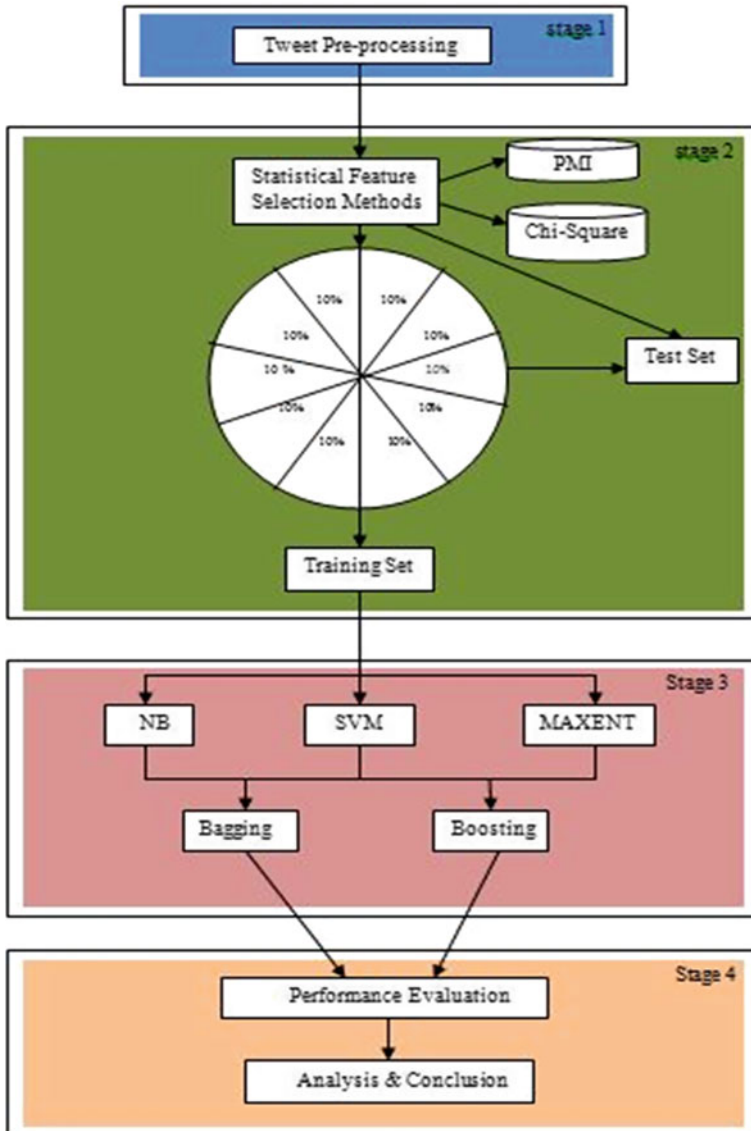 stage 1
Tweet Pre-processing
stage 2
Statistical Feature
Selection Methods
PMI
Chi-Square
10%
10%
10%
10%
10 %
10%
10%
10%
10%
10%
Test Set
Training Set
Stage 3
NB
SVM
MAXENT
Bagging
Boosting
Stage 4
Performance Evaluation
Analysis & Conclusion